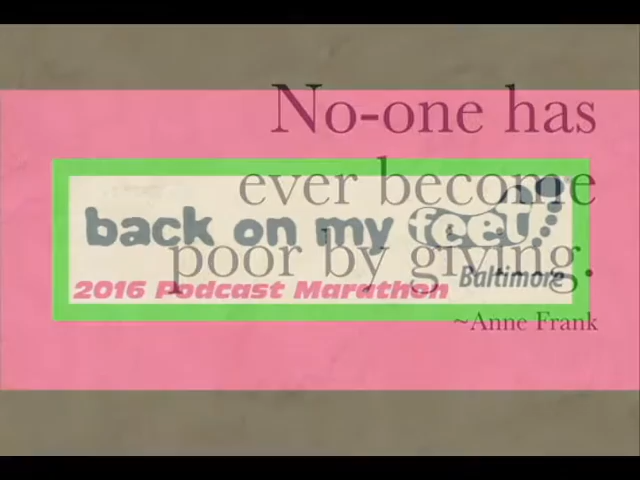 No-one has
ever become
poor by giving.
~Anne Frank
back on my feet
Baltimore
2016 Podcast Marathon